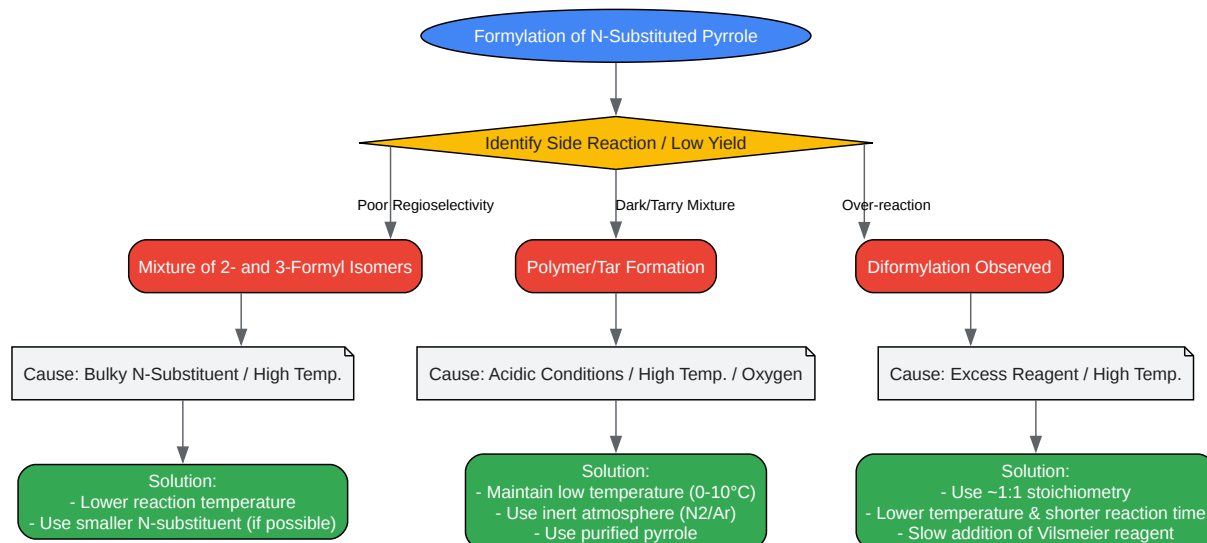 Formylation of N-Substituted Pyrrole
Identify Side Reaction / Low Yield
Poor Regioselectivity
Dark/Tarry Mixture
Over-reaction
Mixture of 2- and 3-Formyl Isomers
Polymer/Tar Formation
Diformylation Observed
Cause: Bulky N-Substituent / High Temp.
Cause: Acidic Conditions / High Temp. / Oxygen
Cause: Excess Reagent / High Temp.
Solution:
- Lower reaction temperature
- Use smaller N-substituent (if possible)
Solution:
- Maintain low temperature (0-10°C)
- Use inert atmosphere (N2/Ar)
- Use purified pyrrole
Solution:
- Use ~1:1 stoichiometry
- Lower temperature & shorter reaction time
- Slow addition of Vilsmeier reagent